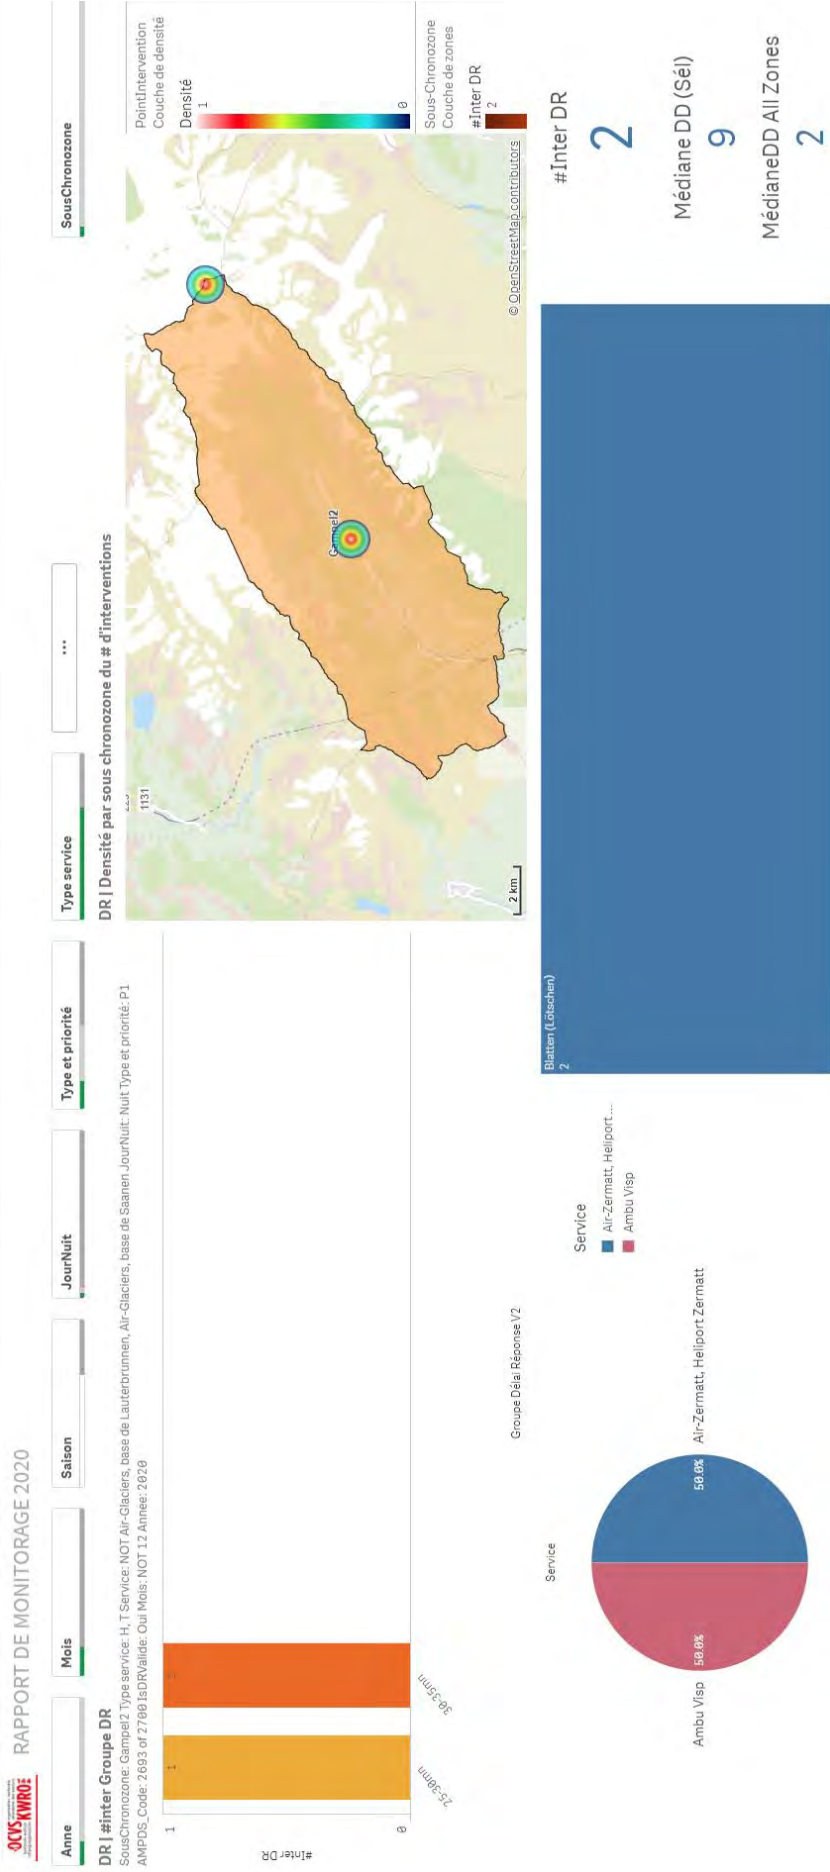 OCVS
KWRO
RAPPORT DE MONITORAGE 2020
Anne
Mois
Saison
JourNuit
Type et priorité
Type service
...
SousChronozone
DR | #inter Groupe DR
SousChronozone: Gampel2 Type service: H, T Service: NOT Air-Glaciers, base de Lauterbrunnen, Air-Glaciers, base de Saanen JourNuit: Nuit Type et priorité: P1
AMPDS_Code: 2693 of 2700 IsDRValide: Oui Mois: NOT 12 Annee: 2020
#Inter DR
1
0
1
25-30mn
30-35mn
Groupe Délai Réponse V2
DR | Densité par sous chronozone du # d'interventions
1131
Gampel2
2 km
© OpenStreetMap contributors
PointIntervention
Couche de densité
Densité
1
0
Sous-Chronozone
Couche de zones
#Inter DR
2
Service
Ambu Visp
50.0%
50.0%
Air-Zermatt, Heliport Zermatt
Service
Air-Zermatt, Heliport ...
Ambu Visp
Blatten (Lötschen)
2
#Inter DR
2
Médiane DD (Sél)
9
MédianeDD All Zones
2